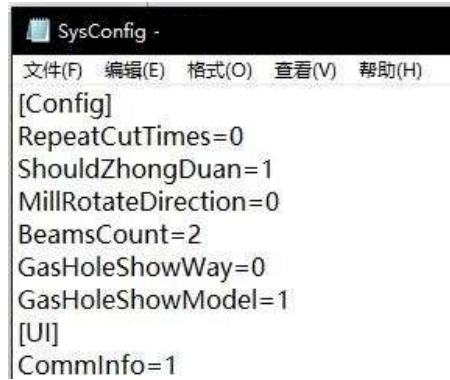 SysConfig -
文件(F) 编辑(E) 格式(O) 查看(V) 帮助(H)
[Config]
RepeatCutTimes=0
ShouldZhongDuan=1
MillRotateDirection=0
BeamsCount=2
GasHoleShowWay=0
GasHoleShowModel=1
[UI]
CommInfo=1